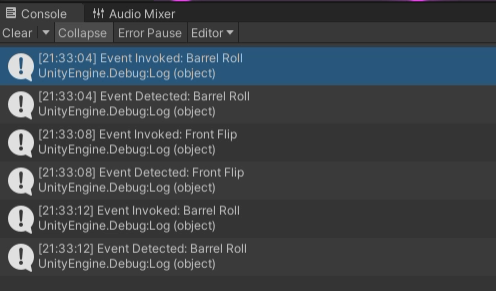 Console Audio Mixer
Clear Collapse Error Pause Editor
[21:33:04] Event Invoked: Barrel Roll
UnityEngine.Debug:Log (object)
[21:33:04] Event Detected: Barrel Roll
UnityEngine.Debug:Log (object)
[21:33:08] Event Invoked: Front Flip
UnityEngine.Debug:Log (object)
[21:33:08] Event Detected: Front Flip
UnityEngine.Debug:Log (object)
[21:33:12] Event Invoked: Barrel Roll
UnityEngine.Debug:Log (object)
[21:33:12] Event Detected: Barrel Roll
UnityEngine.Debug:Log (object)